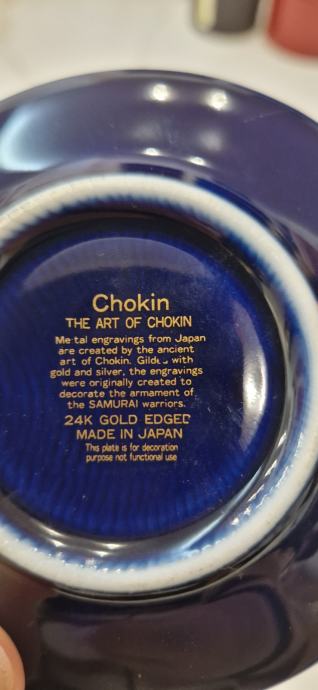 Chokin
THE ART OF CHOKIN
Metal engravings from Japan
are created by the ancient
art of Chokin. Gilded with
gold and silver, the engravings
were originally created to
decorate the armament of
the SAMURAI warriors.
24K GOLD EDGED
MADE IN JAPAN
This plate is for decoration
purpose not functional use